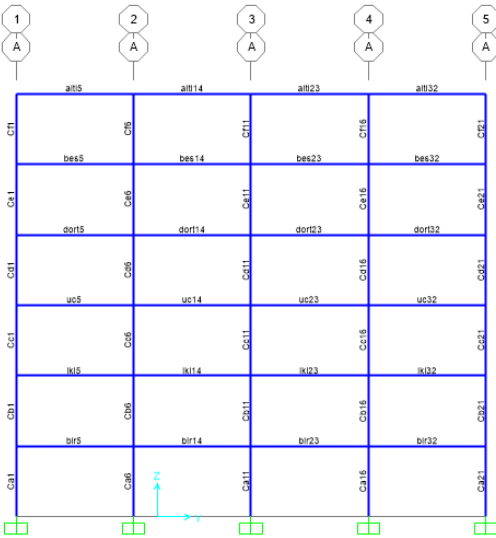 1 2 3 4 5
A A A A A
alti5 alti14 alti23 alti32
Cf1 Cf6 Cf11 Cf16 Cf21
bes5 bes14 bes23 bes32
Ce1 Ce6 Ce11 Ce16 Ce21
dort5 dort14 dort23 dort32
Cd1 Cd6 Cd11 Cd16 Cd21
uc5 uc14 uc23 uc32
Cc1 Cc6 Cc11 Cc16 Cc21
iki5 iki14 iki23 iki32
Cb1 Cb6 Cb11 Cb16 Cb21
bir5 bir14 bir23 bir32
Ca1 Ca6 Ca11 Ca16 Ca21
Z
Y